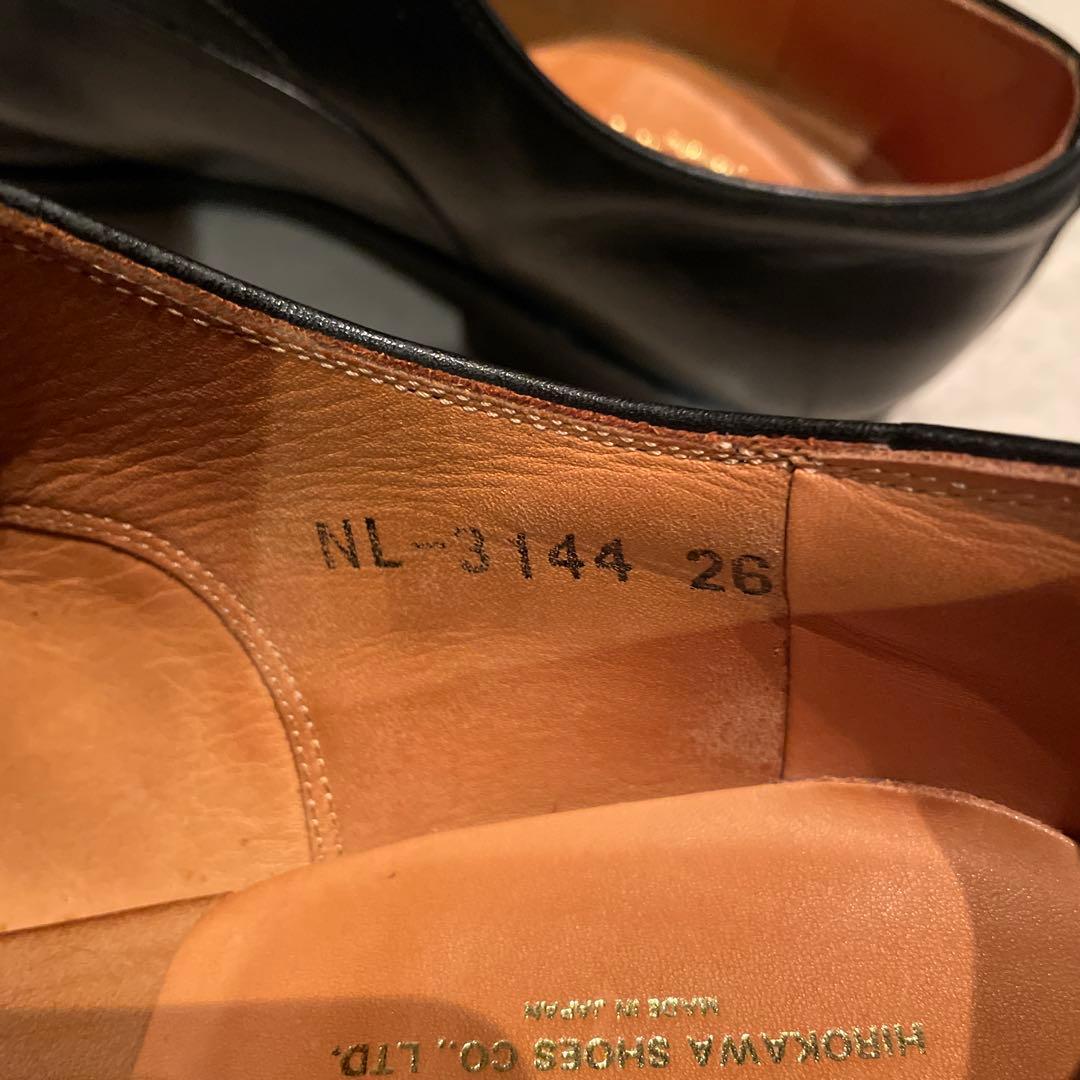 NL-3144 26
HIROKAWA SHOES CO., LTD.
MADE IN JAPAN